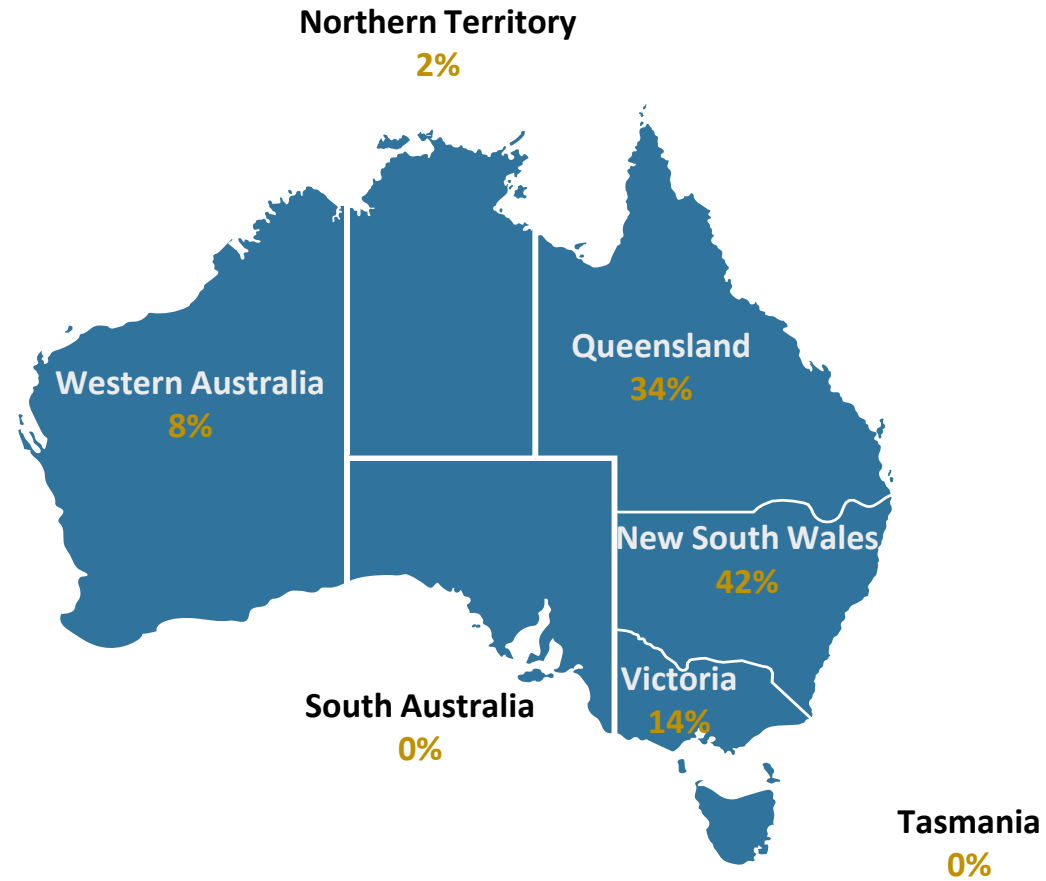 Northern Territory
2%
Queensland
34%
Western Australia
8%
New South Wales
42%
Victoria
14%
South Australia
0%
Tasmania
0%